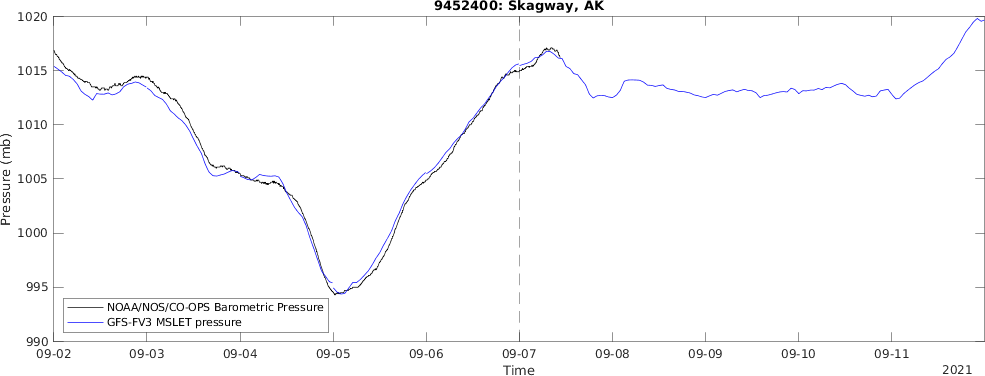 9452400: Skagway, AK
1020
1015
1010
1005
1000
995
990
Pressure (mb)
NOAA/NOS/CO-OPS Barometric Pressure
GFS-FV3 MSLET pressure
09-02 09-03 09-04 09-05 09-06 09-07 09-08 09-09 09-10 09-11
Time
2021